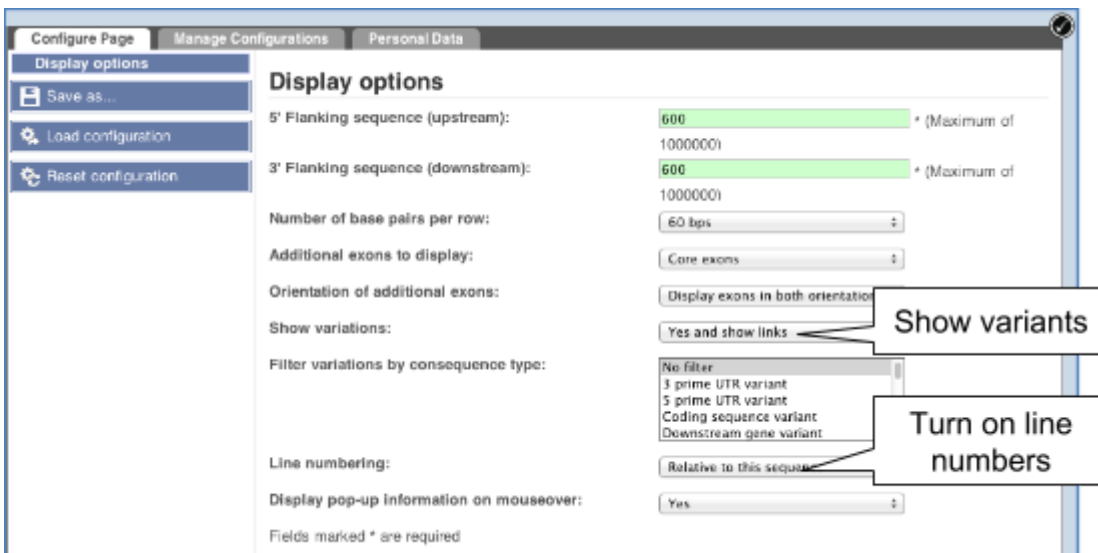 Configure Page Manage Configurations Personal Data
Display options
Save as...
Load configuration
Reset configuration
Display options
5' Flanking sequence (upstream): 600 * (Maximum of
1000000)
3' Flanking sequence (downstream): 600 * (Maximum of
1000000)
Number of base pairs per row: 60 bps
Additional exons to display: Core exons
Orientation of additional exons: Display exons in both orientation
Show variations: Yes and show links
Show variants
Filter variations by consequence type: No filter
3 prime UTR variant
5 prime UTR variant
Coding sequence variant
Downstream gene variant
Turn on line
numbers
Line numbering: Relative to this
Display pop-up information on mouseover: Yes
Fields marked * are required